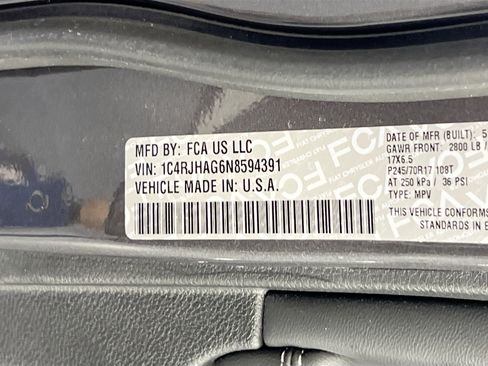 MFD BY: FCA US LLC
VIN: 1C4RJHAG6N8594391
VEHICLE MADE IN: U.S.A.
DATE OF MFR (BUILT): 5
GAWR FRONT: 2800 LB/
17X6.5
P245/70R17 108T
AT 250 kPa / 36 PSI
TYPE: MPV
THIS VEHICLE CONFORMS
STANDARDS IN E